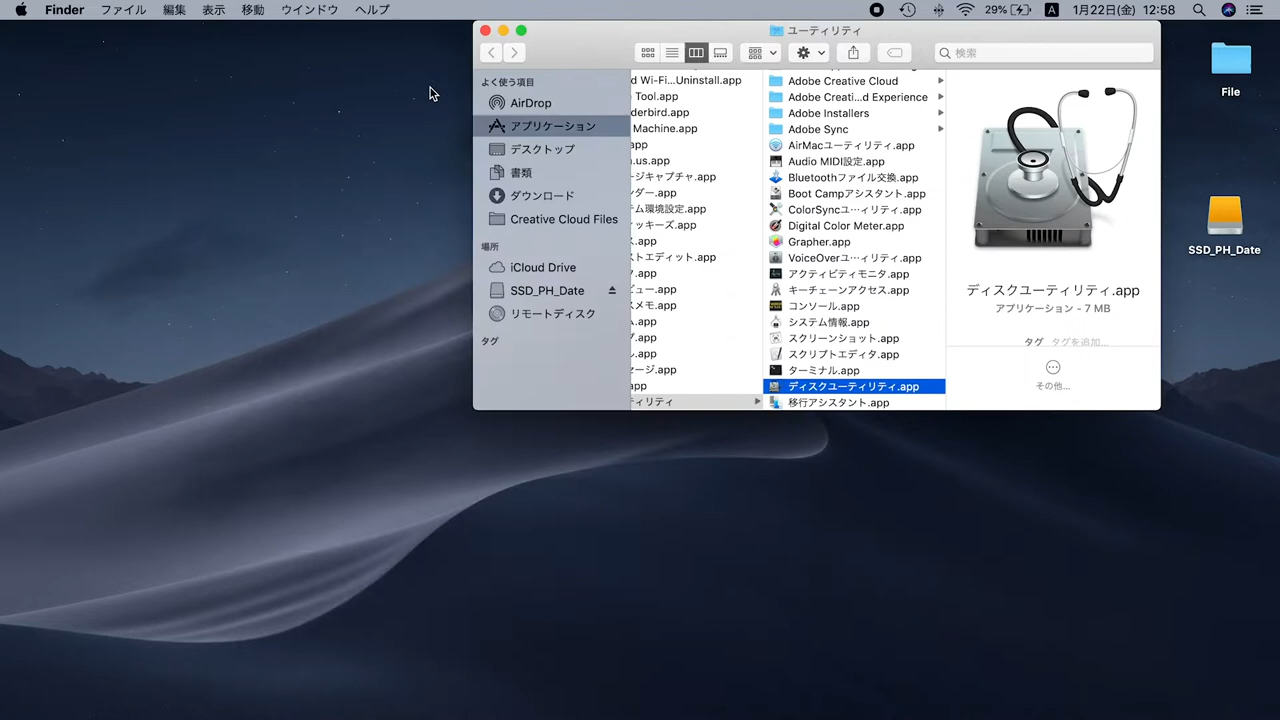 Finder ファイル 編集 表示 移動 ウインドウ ヘルプ 29% A 1月22日(金) 12:58
ユーティリティ
検索
よく使う項目
AirDrop
アプリケーション
デスクトップ
書類
ダウンロード
Creative Cloud Files
場所
iCloud Drive
SSD_PH_Date
リモートディスク
タグ
d Wi-Fi...Uninstall.app
Tool.app
derbird.app
Machine.app
app
.us.app
ージキャプチャ.app
ンダー.app
テム環境設定.app
ィッキーズ.app
ス.app
ストエディット.app
ク.app
ビュー.app
スメモ.app
ム.app
プ.app
ル.app
セージ.app
app
ティリティ
Adobe Creative Cloud
Adobe Creati...d Experience
Adobe Installers
Adobe Sync
AirMacユーティリティ.app
Audio MIDI設定.app
Bluetoothファイル交換.app
Boot Campアシスタント.app
ColorSyncユ…ィリティ.app
Digital Color Meter.app
Grapher.app
VoiceOverユ…ィリティ.app
アクティビティモニタ.app
キーチェーンアクセス.app
コンソール.app
システム情報.app
スクリーンショット.app
スクリプトエディタ.app
ターミナル.app
ディスクユーティリティ.app
移行アシスタント.app
ディスクユーティリティ.app
アプリケーション - 7 MB
タグ タグを追加...
その他...
File
SSD_PH_Date